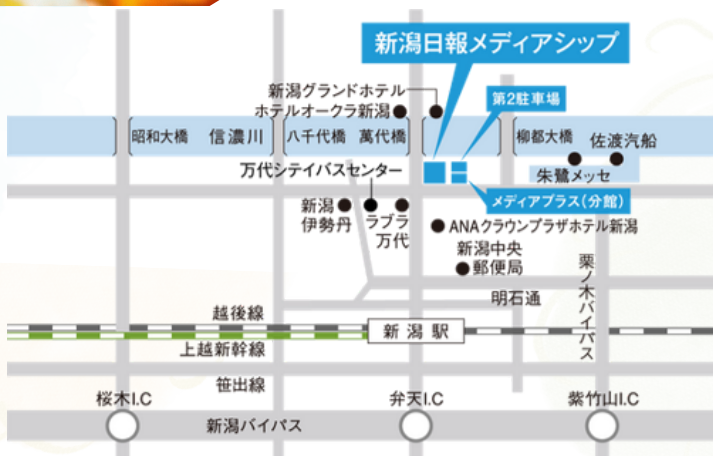 新潟日報メディアシップ
新潟グランドホテル
ホテルオークラ新潟
第2駐車場
昭和大橋
信濃川
八千代橋
萬代橋
柳都大橋
佐渡汽船
朱鷺メッセ
万代シテイバスセンター
メディアプラス(分館)
新潟
伊勢丹
ラブラ
万代
ANAクラウンプラザホテル新潟
新潟中央
郵便局
明石通
栗ノ木バイパス
越後線
新潟駅
上越新幹線
笹出線
桜木I.C
弁天I.C
紫竹山I.C
新潟バイパス